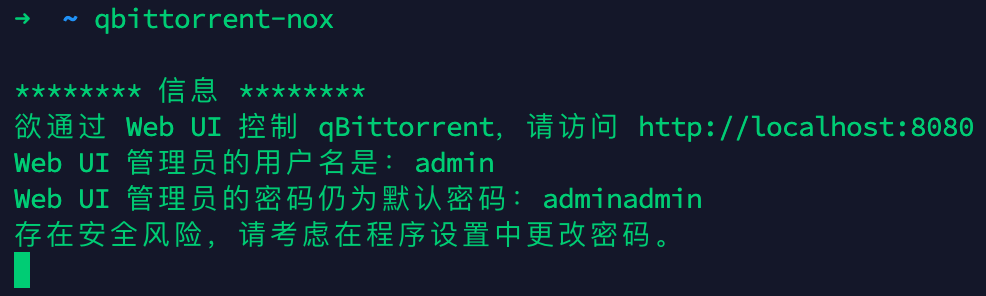 → ~ qbittorrent-nox
******** 信息 ********
欲通过 Web UI 控制 qBittorrent，请访问 http://localhost:8080
Web UI 管理员的用户名是：admin
Web UI 管理员的密码仍为默认密码：adminadmin
存在安全风险，请考虑在程序设置中更改密码。